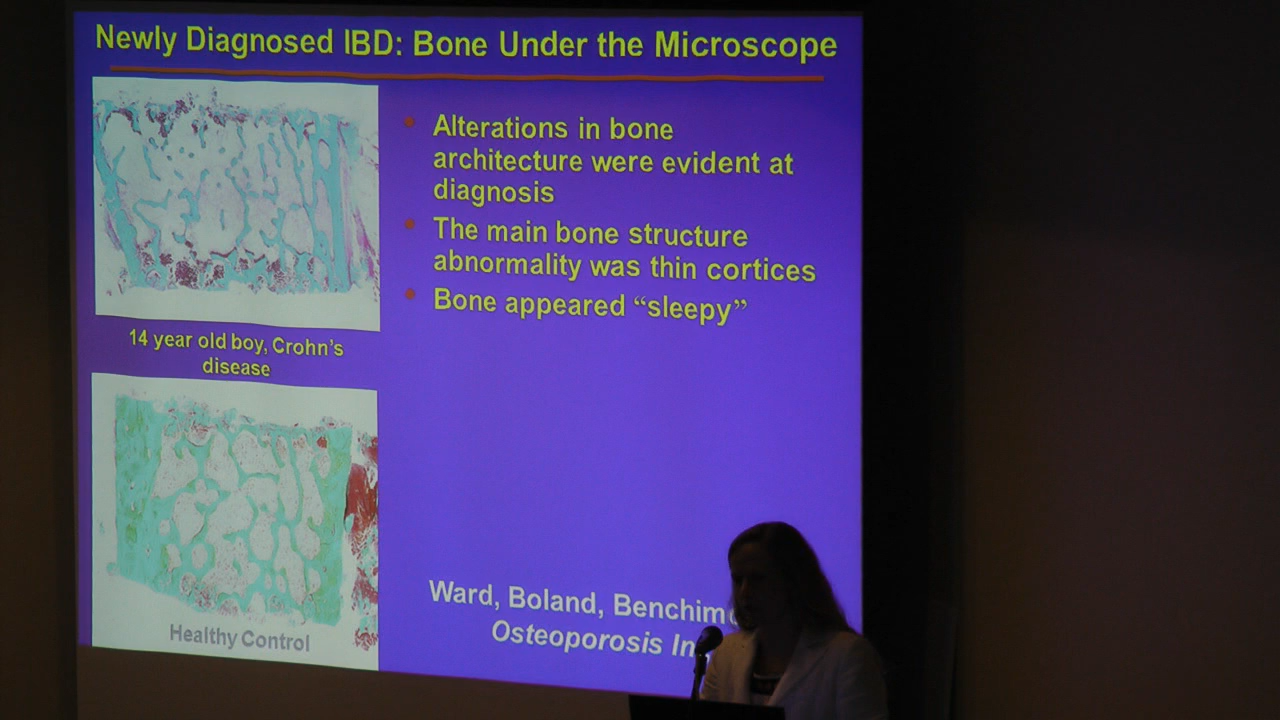 Newly Diagnosed IBD: Bone Under the Microscope
• Alterations in bone
architecture were evident at
diagnosis
• The main bone structure
abnormality was thin cortices
• Bone appeared “sleepy”
14 year old boy, Crohn’s
disease
Healthy Control
Ward, Boland,
Osteoporosis